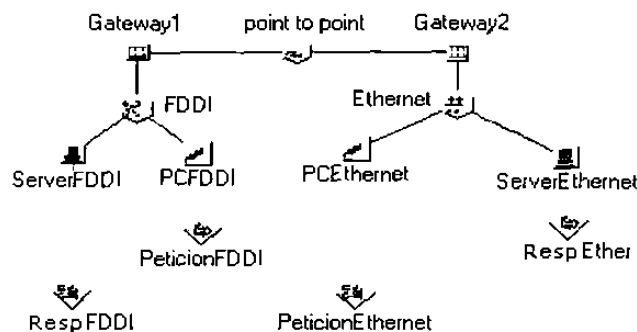 Gateway1 point to point Gateway2
FDDI Ethernet
ServerFDDI PCFDDI PCEthernet ServerEthernet
PeticionFDDI RespEther
RespFDDI PeticionEthernet